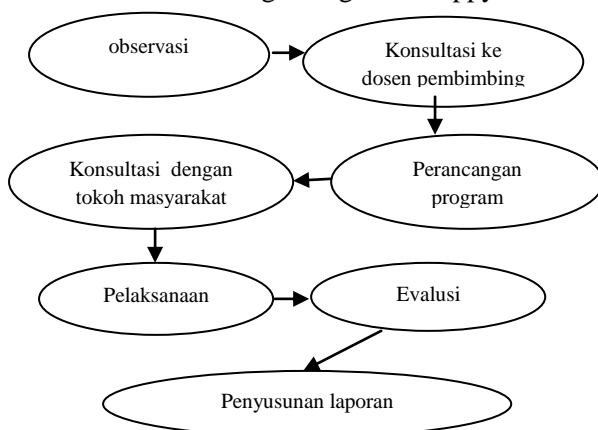 observasi
Konsultasi ke
dosen pembimbing
Perancangan
program
Konsultasi dengan
tokoh masyarakat
Pelaksanaan
Evalusi
Penyusunan laporan